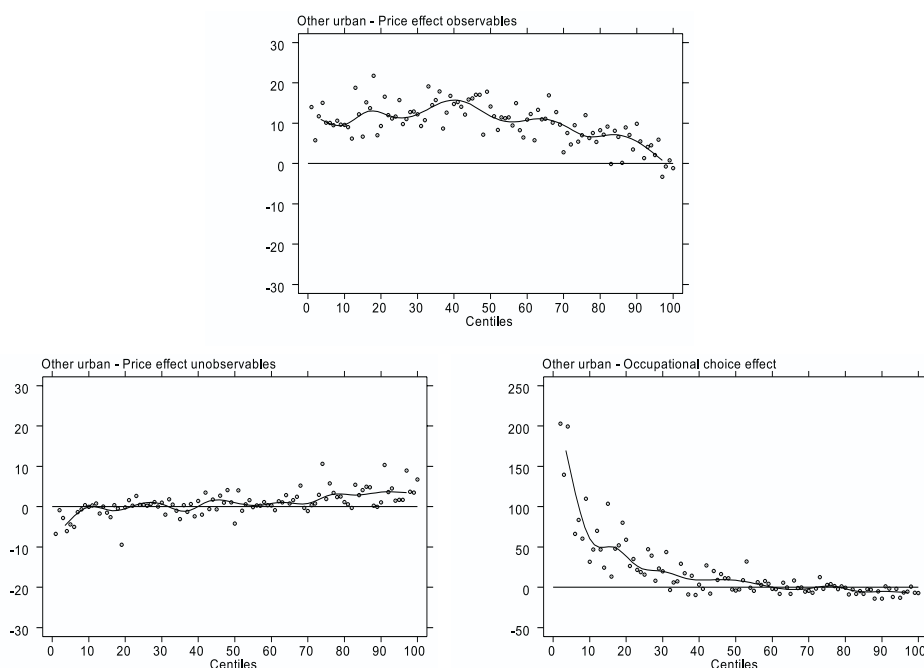 Other urban - Price effect observables
30
20
10
0
-10
-20
-30
0 10 20 30 40 50 60 70 80 90 100
Centiles
Other urban - Price effect unobservables
30
20
10
0
-10
-20
-30
0 10 20 30 40 50 60 70 80 90 100
Centiles
Other urban - Occupational choice effect
250
200
150
100
50
0
-50
0 10 20 30 40 50 60 70 80 90 100
Centiles